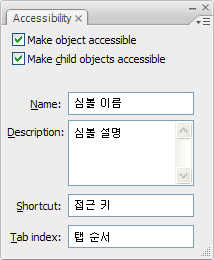 Accessibility
Make object accessible
Make child objects accessible
Name: 심볼 이름
Description: 심볼 설명
Shortcut: 접근 키
Tab index: 탭 순서